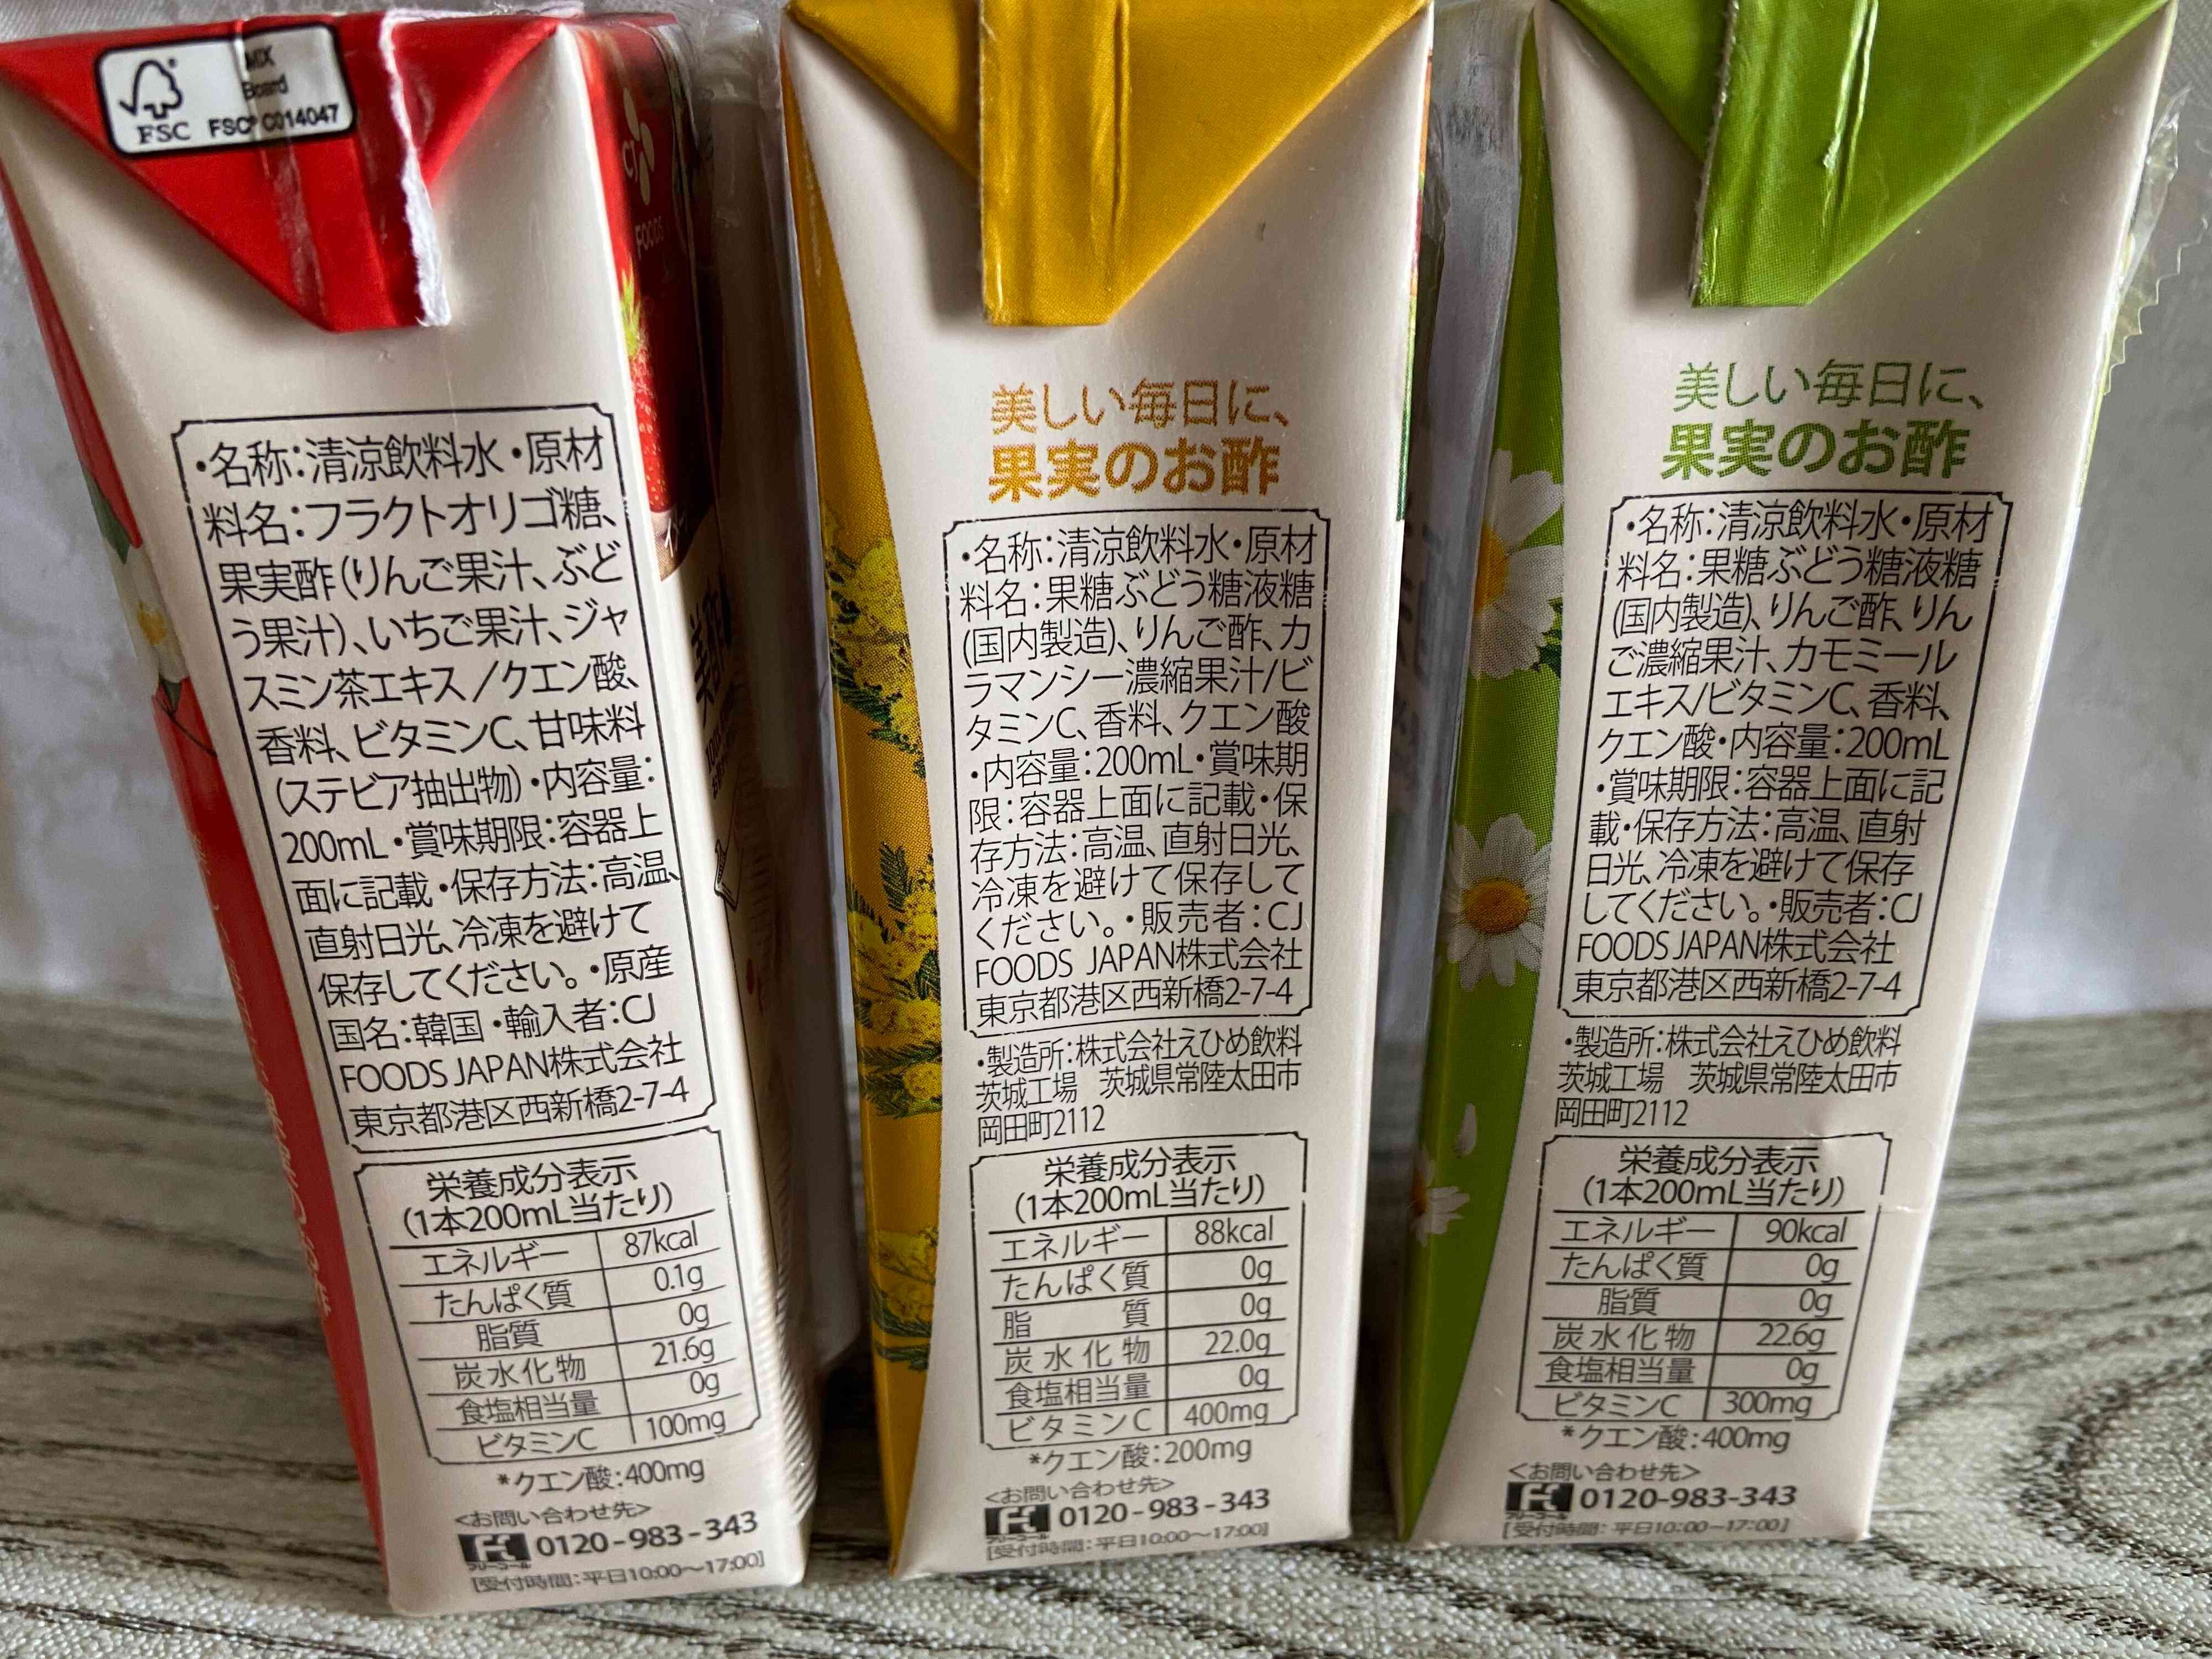 MIX
Board
FSC FSC® C014047
CJ
FOODS
・名称:清涼飲料水・原材
料名:フラクトオリゴ糖、
果実酢(りんご果汁、ぶど
う果汁)、いちご果汁、ジャ
スミン茶エキス/クエン酸、
香料、ビタミンC、甘味料
(ステビア抽出物)・内容量:
200mL・賞味期限:容器上
面に記載・保存方法:高温、
直射日光、冷凍を避けて
保存してください。・原産
国名:韓国・輸入者:CJ
FOODS JAPAN株式会社
東京都港区西新橋2-7-4
栄養成分表示
(1本200mL当たり)
エネルギー 87kcal
たんぱく質 0.1g
脂質 0g
炭水化物 21.6g
食塩相当量 0g
ビタミンC 100mg
*クエン酸:400mg
<お問い合わせ先>
フリーコール 0120-983-343
[受付時間:平日10:00〜17:00]
美しい毎日に、
果実のお酢
・名称:清涼飲料水・原材
料名:果糖ぶどう糖液糖
(国内製造)、りんご酢、カ
ラマンシー濃縮果汁/ビ
タミンC、香料、クエン酸
・内容量:200mL・賞味期
限:容器上面に記載・保
存方法:高温、直射日光、
冷凍を避けて保存して
ください。・販売者:CJ
FOODS JAPAN株式会社
東京都港区西新橋2-7-4
・製造所:株式会社えひめ飲料
茨城工場 茨城県常陸太田市
岡田町2112
栄養成分表示
(1本200mL当たり)
エネルギー 88kcal
たんぱく質 0g
脂質 0g
炭水化物 22.0g
食塩相当量 0g
ビタミンC 400mg
*クエン酸:200mg
<お問い合わせ先>
フリーコール 0120-983-343
[受付時間:平日10:00〜17:00]
美しい毎日に、
果実のお酢
・名称:清涼飲料水・原材
料名:果糖ぶどう糖液糖
(国内製造)、りんご酢、りん
ご濃縮果汁、カモミール
エキス/ビタミンC、香料、
クエン酸・内容量:200mL
・賞味期限:容器上面に記
載・保存方法:高温、直射
日光、冷凍を避けて保存
してください。・販売者:CJ
FOODS JAPAN株式会社
東京都港区西新橋2-7-4
・製造所:株式会社えひめ飲料
茨城工場 茨城県常陸太田市
岡田町2112
栄養成分表示
(1本200mL当たり)
エネルギー 90kcal
たんぱく質 0g
脂質 0g
炭水化物 22.6g
食塩相当量 0g
ビタミンC 300mg
*クエン酸:400mg
<お問い合わせ先>
フリーコール 0120-983-343
[受付時間:平日10:00〜17:00]